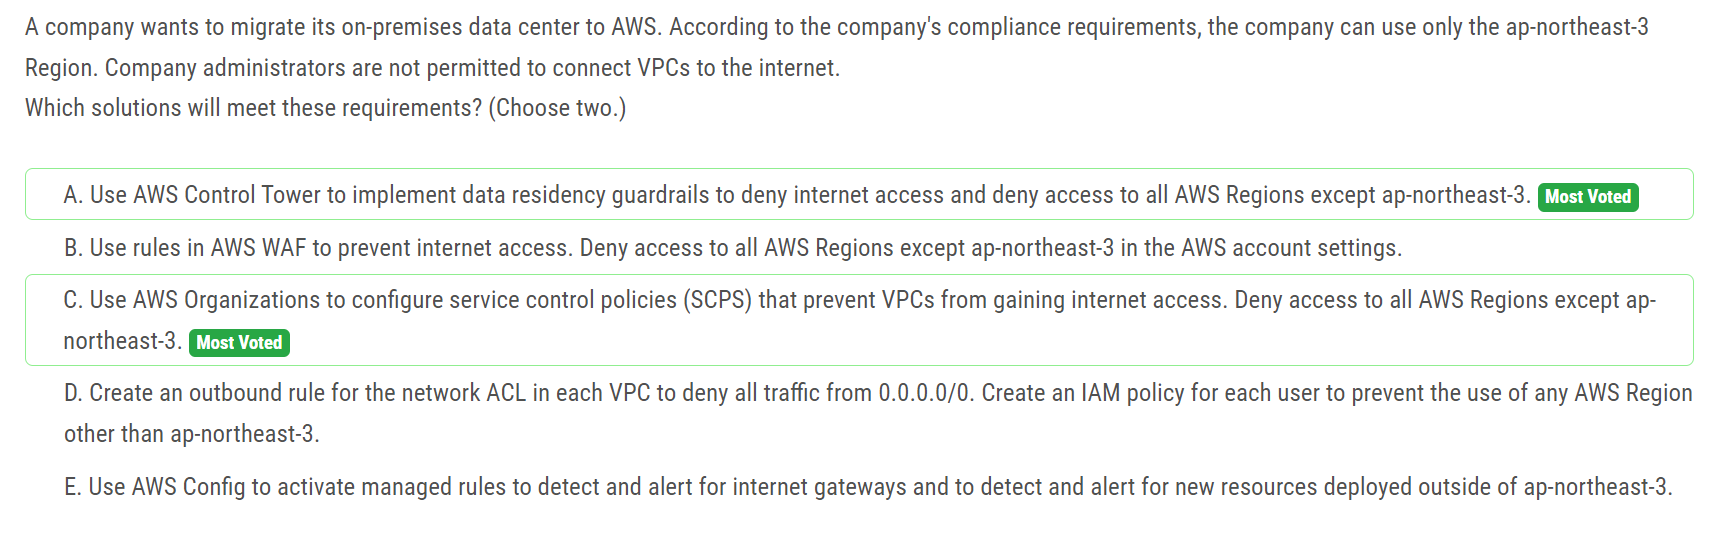 A company wants to migrate its on-premises data center to AWS. According to the company's compliance requirements, the company can use only the ap-northeast-3
Region. Company administrators are not permitted to connect VPCs to the internet.
Which solutions will meet these requirements? (Choose two.)
A. Use AWS Control Tower to implement data residency guardrails to deny internet access and deny access to all AWS Regions except ap-northeast-3. Most Voted
B. Use rules in AWS WAF to prevent internet access. Deny access to all AWS Regions except ap-northeast-3 in the AWS account settings.
C. Use AWS Organizations to configure service control policies (SCPS) that prevent VPCs from gaining internet access. Deny access to all AWS Regions except ap-
northeast-3. Most Voted
D. Create an outbound rule for the network ACL in each VPC to deny all traffic from 0.0.0.0/0. Create an IAM policy for each user to prevent the use of any AWS Region
other than ap-northeast-3.
E. Use AWS Config to activate managed rules to detect and alert for internet gateways and to detect and alert for new resources deployed outside of ap-northeast-3.